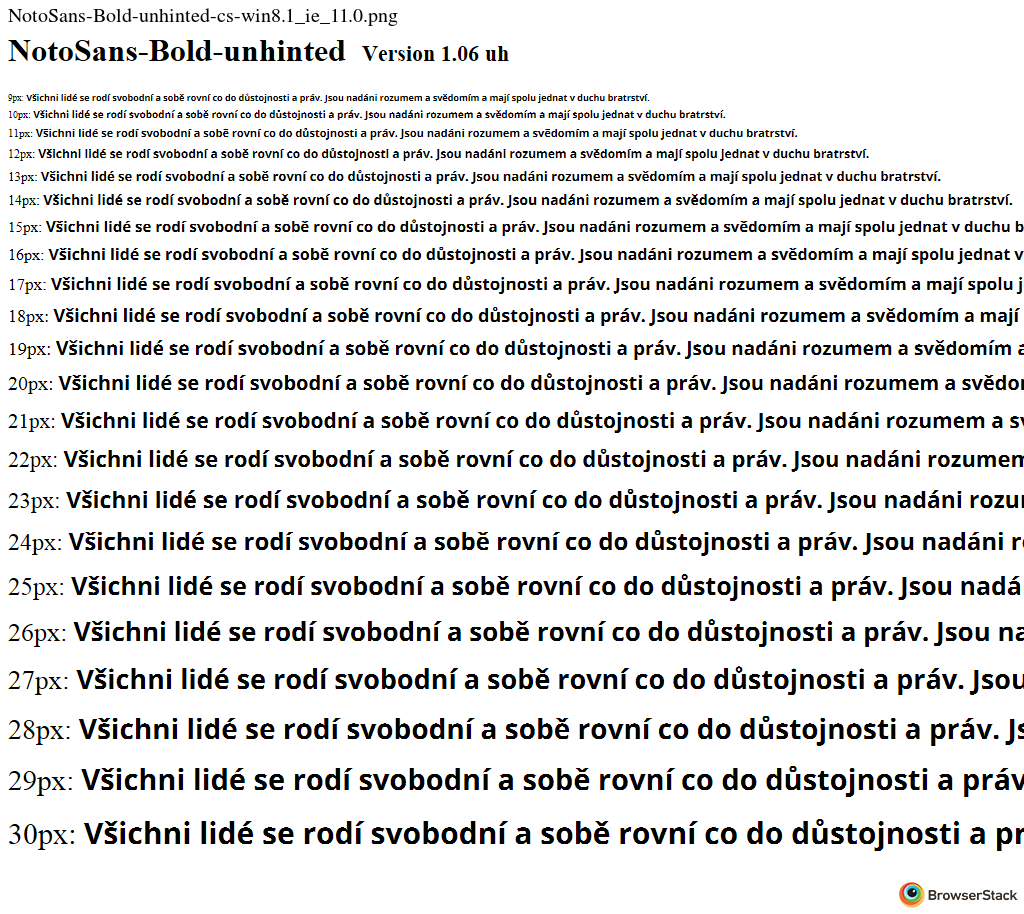 NotoSans-Bold-unhinted-cs-win8.1_ie_11.0.png
NotoSans-Bold-unhinted Version 1.06 uh
9px: Všichni lidé se rodí svobodní a sobě rovní co do důstojnosti a práv. Jsou nadáni rozumem a svědomím a mají spolu jednat v duchu bratrství.
10px: Všichni lidé se rodí svobodní a sobě rovní co do důstojnosti a práv. Jsou nadáni rozumem a svědomím a mají spolu jednat v duchu bratrství.
11px: Všichni lidé se rodí svobodní a sobě rovní co do důstojnosti a práv. Jsou nadáni rozumem a svědomím a mají spolu jednat v duchu bratrství.
12px: Všichni lidé se rodí svobodní a sobě rovní co do důstojnosti a práv. Jsou nadáni rozumem a svědomím a mají spolu jednat v duchu bratrství.
13px: Všichni lidé se rodí svobodní a sobě rovní co do důstojnosti a práv. Jsou nadáni rozumem a svědomím a mají spolu jednat v duchu bratrství.
14px: Všichni lidé se rodí svobodní a sobě rovní co do důstojnosti a práv. Jsou nadáni rozumem a svědomím a mají spolu jednat v duchu bratrství.
15px: Všichni lidé se rodí svobodní a sobě rovní co do důstojnosti a práv. Jsou nadáni rozumem a svědomím a mají spolu jednat v duchu b
16px: Všichni lidé se rodí svobodní a sobě rovní co do důstojnosti a práv. Jsou nadáni rozumem a svědomím a mají spolu jednat v
17px: Všichni lidé se rodí svobodní a sobě rovní co do důstojnosti a práv. Jsou nadáni rozumem a svědomím a mají spolu j
18px: Všichni lidé se rodí svobodní a sobě rovní co do důstojnosti a práv. Jsou nadáni rozumem a svědomím a mají
19px: Všichni lidé se rodí svobodní a sobě rovní co do důstojnosti a práv. Jsou nadáni rozumem a svědomím a
20px: Všichni lidé se rodí svobodní a sobě rovní co do důstojnosti a práv. Jsou nadáni rozumem a svědo
21px: Všichni lidé se rodí svobodní a sobě rovní co do důstojnosti a práv. Jsou nadáni rozumem a sv
22px: Všichni lidé se rodí svobodní a sobě rovní co do důstojnosti a práv. Jsou nadáni rozumem
23px: Všichni lidé se rodí svobodní a sobě rovní co do důstojnosti a práv. Jsou nadáni rozu
24px: Všichni lidé se rodí svobodní a sobě rovní co do důstojnosti a práv. Jsou nadáni r
25px: Všichni lidé se rodí svobodní a sobě rovní co do důstojnosti a práv. Jsou nadá
26px: Všichni lidé se rodí svobodní a sobě rovní co do důstojnosti a práv. Jsou na
27px: Všichni lidé se rodí svobodní a sobě rovní co do důstojnosti a práv. Jsou
28px: Všichni lidé se rodí svobodní a sobě rovní co do důstojnosti a práv. Js
29px: Všichni lidé se rodí svobodní a sobě rovní co do důstojnosti a práv
30px: Všichni lidé se rodí svobodní a sobě rovní co do důstojnosti a pr
BrowserStack